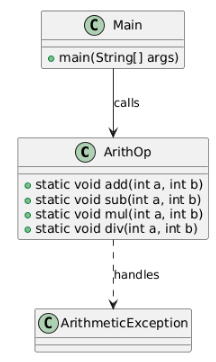 C Main
+ main(String[] args)
calls
C ArithOp
static void add(int a, int b)
static void sub(int a, int b)
static void mul(int a, int b)
static void div(int a, int b)
handles
C ArithmeticException